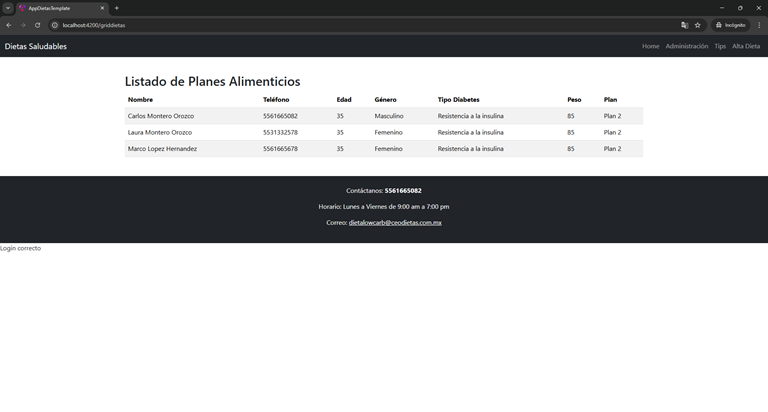 AppDietasTemplate
localhost:4200/griddietas
Incógnito
Dietas Saludables
Home Administración Tips Alta Dieta
Listado de Planes Alimenticios
Nombre Teléfono Edad Género Tipo Diabetes Peso Plan
Carlos Montero Orozco 5561665082 35 Masculino Resistencia a la insulina 85 Plan 2
Laura Montero Orozco 5531332578 35 Femenino Resistencia a la insulina 85 Plan 2
Marco Lopez Hernandez 5561665678 35 Femenino Resistencia a la insulina 85 Plan 2
Contáctanos: 5561665082
Horario: Lunes a Viernes de 9:00 am a 7:00 pm
Correo: dietalowcarb@ceodietas.com.mx
Login correcto